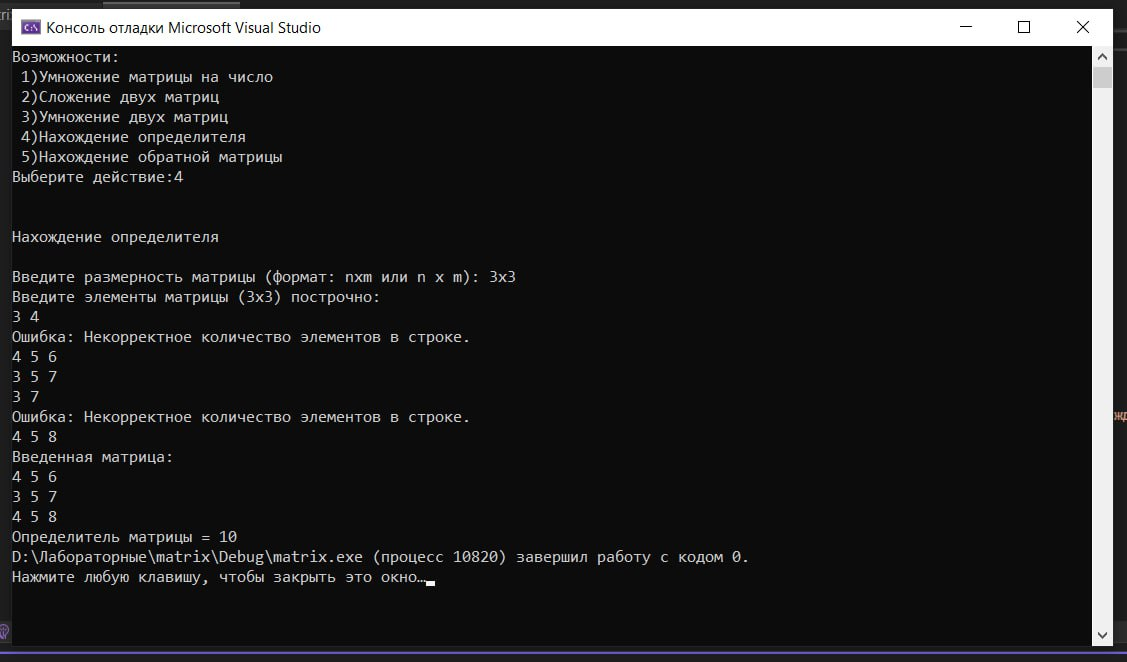 Консоль отладки Microsoft Visual Studio
Возможности:
1)Умножение матрицы на число
2)Сложение двух матриц
3)Умножение двух матриц
4)Нахождение определителя
5)Нахождение обратной матрицы
Выберите действие:4
Нахождение определителя
Введите размерность матрицы (формат: nxm или n x m): 3x3
Введите элементы матрицы (3x3) построчно:
3 4
Ошибка: Некорректное количество элементов в строке.
4 5 6
3 5 7
3 7
Ошибка: Некорректное количество элементов в строке.
4 5 8
Введенная матрица:
4 5 6
3 5 7
4 5 8
Определитель матрицы = 10
D:\Лабораторные\matrix\Debug\matrix.exe (процесс 10820) завершил работу с кодом 0.
Нажмите любую клавишу, чтобы закрыть это окно…